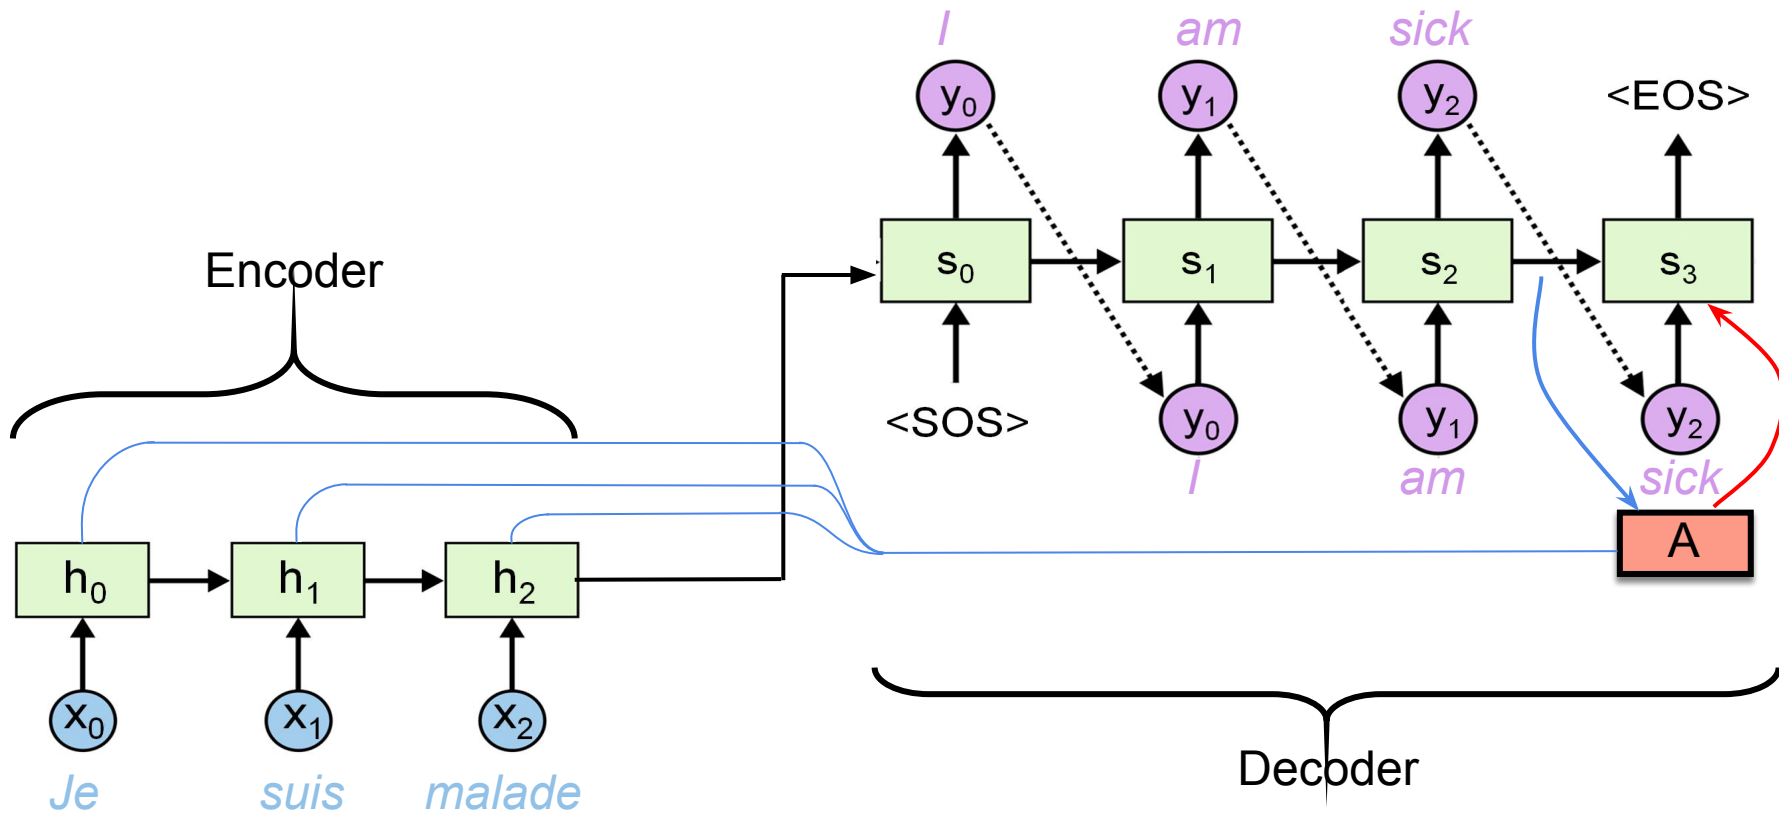 I am sick
y0 y1 y2 <EOS>
s0 s1 s2 s3
Encoder
<SOS> y0 y1 y2
I am sick
A
h0 h1 h2
x0 x1 x2
Je suis malade
Decoder